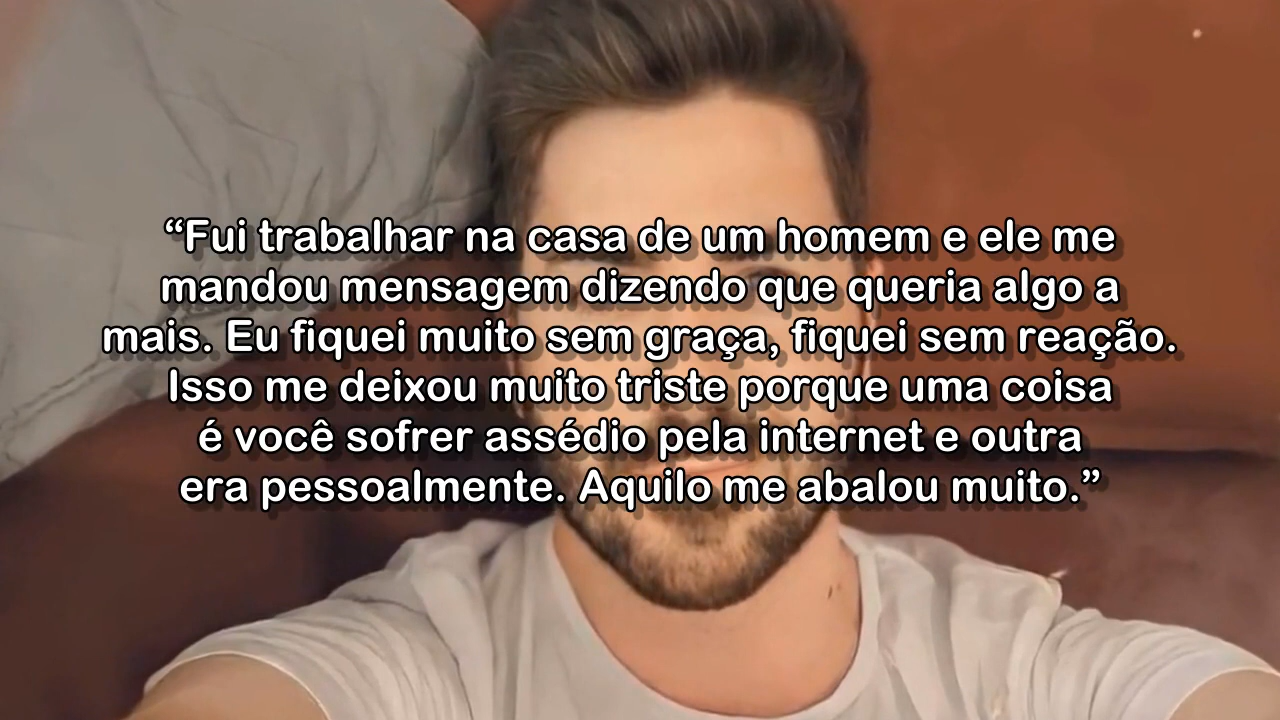 “Fui trabalhar na casa de um homem e ele me
mandou mensagem dizendo que queria algo a
mais. Eu fiquei muito sem graça, fiquei sem reação.
Isso me deixou muito triste porque uma coisa
é você sofrer assédio pela internet e outra
era pessoalmente. Aquilo me abalou muito.”